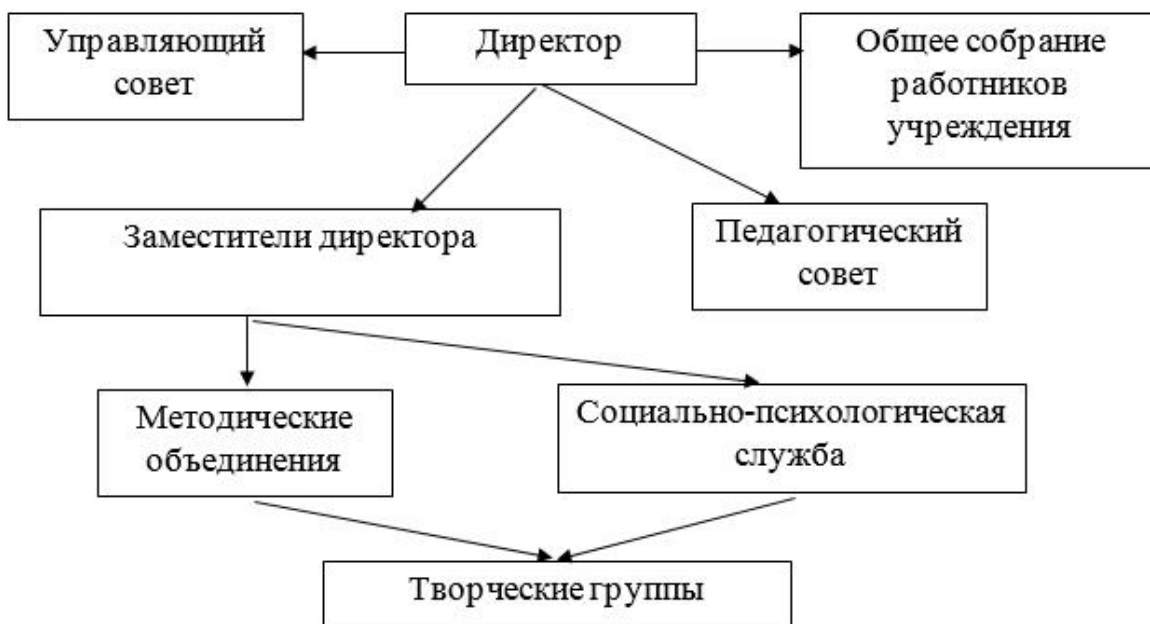 Управляющий
совет
Директор
Общее собрание
работников
учреждения
Заместители директора
Педагогический
совет
Методические
объединения
Социально-психологическая
служба
Творческие группы